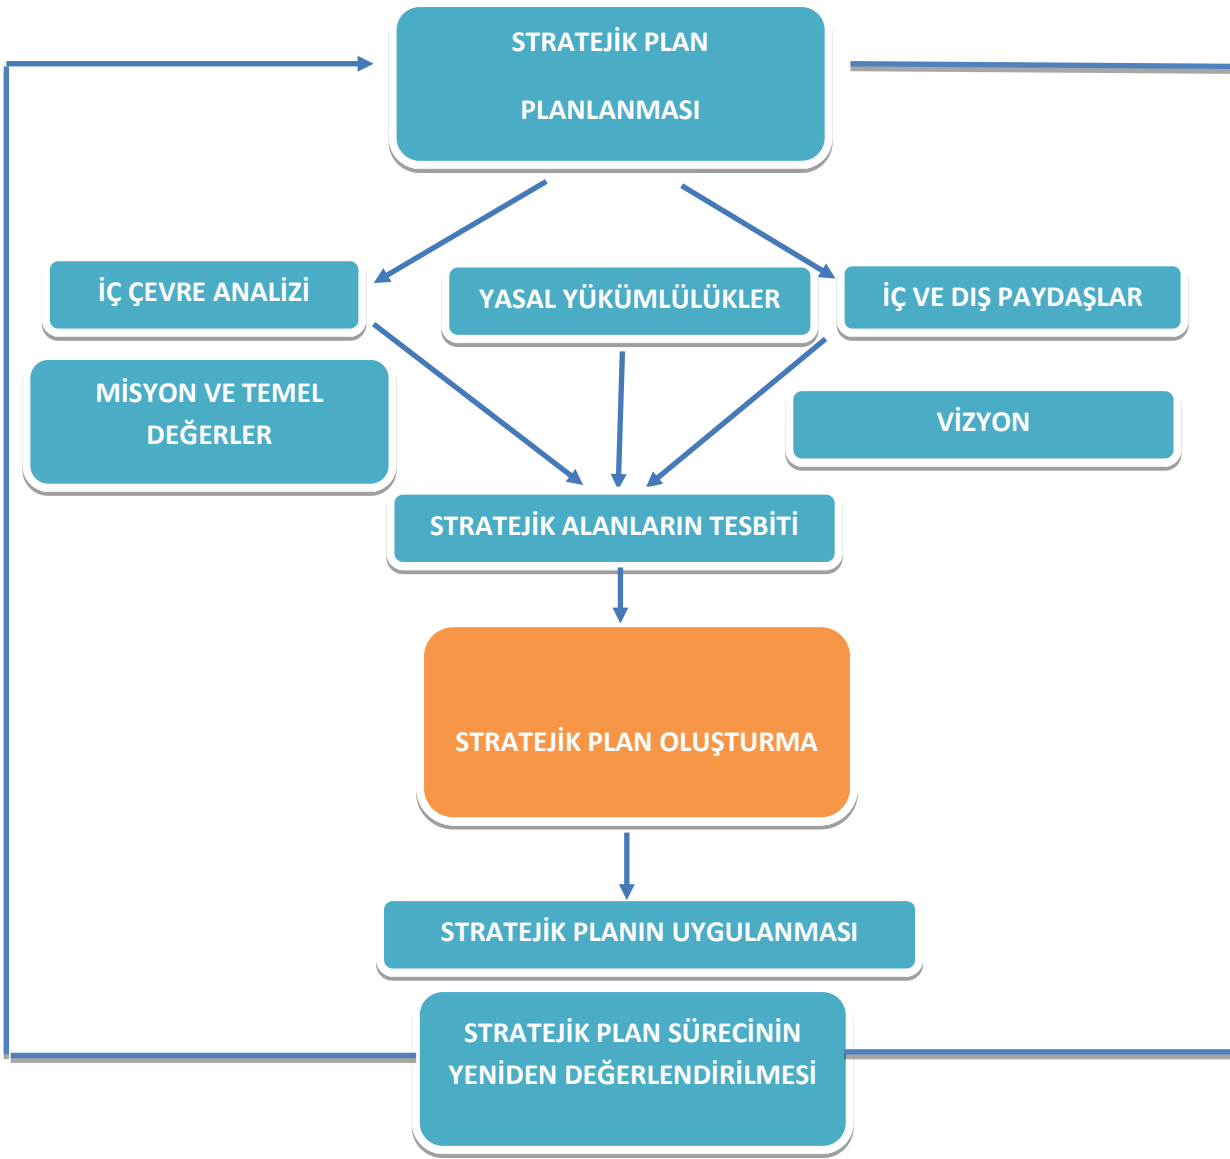 STRATEJİK PLAN
PLANLANMASI
İÇ ÇEVRE ANALİZİ
YASAL YÜKÜMLÜLÜKLER
İÇ VE DIŞ PAYDAŞLAR
MİSYON VE TEMEL
DEĞERLER
VİZYON
STRATEJİK ALANLARIN TESBİTİ
STRATEJİK PLAN OLUŞTURMA
STRATEJİK PLANIN UYGULANMASI
STRATEJİK PLAN SÜRECİNİN
YENİDEN DEĞERLENDİRİLMESİ